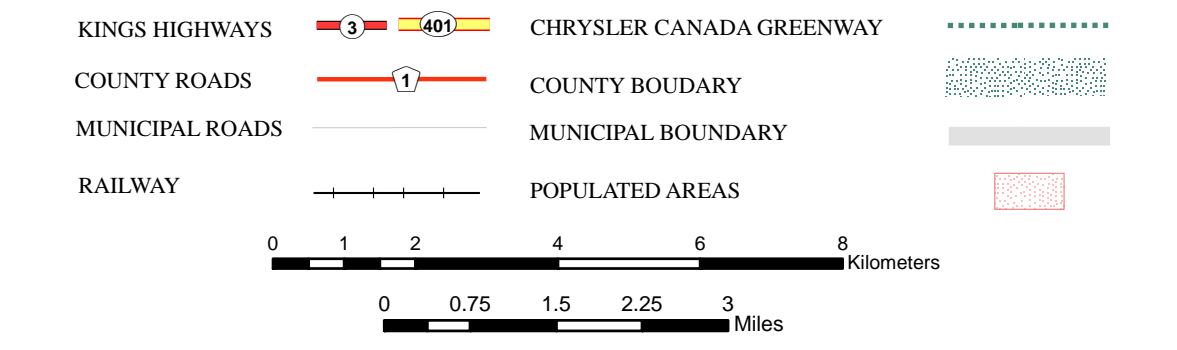 KINGS HIGHWAYS 3 401 CHRYSLER CANADA GREENWAY
COUNTY ROADS 1 COUNTY BOUDARY
MUNICIPAL ROADS MUNICIPAL BOUNDARY
RAILWAY POPULATED AREAS
0 1 2 4 6 8
Kilometers
0 0.75 1.5 2.25 3
Miles